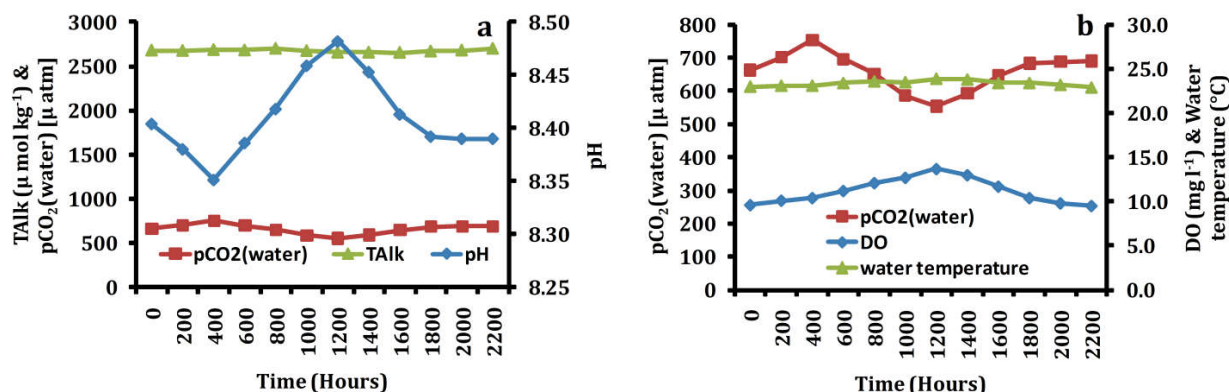 a
TAlk (µ mol kg⁻¹) &
pCO₂(water) [µ atm]
3000
2500
2000
1500
1000
500
0
8.50
8.45
8.40
8.35
8.30
8.25
pH
pCO2(water) TAlk pH
0 200 400 600 800 1000 1200 1400 1600 1800 2000 2200
Time (Hours)
b
pCO₂(water) [µ atm]
800
700
600
500
400
300
200
100
0
30.0
25.0
20.0
15.0
10.0
5.0
0.0
DO (mg l⁻¹) & Water
temperature (°C)
pCO2(water)
DO
water temperature
0 200 400 600 800 1000 1200 1400 1600 1800 2000 2200
Time (Hours)